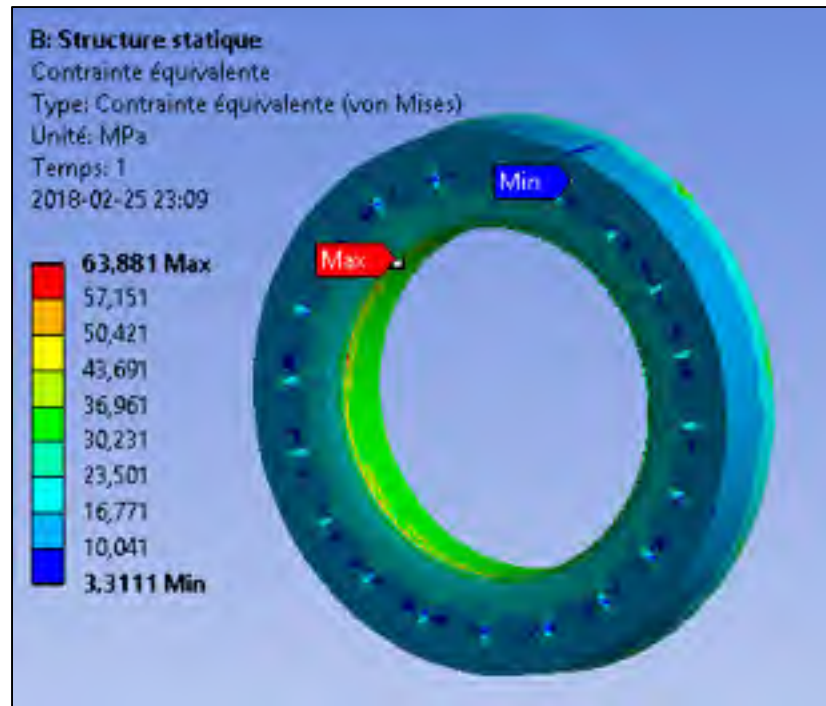 B: Structure statique
Contrainte équivalente
Type: Contrainte équivalente (von Mises)
Unité: MPa
Temps: 1
2018-02-25 23:09
Min
Max
63,881 Max
57,151
50,421
43,691
36,961
30,231
23,501
16,771
10,041
3,3111 Min